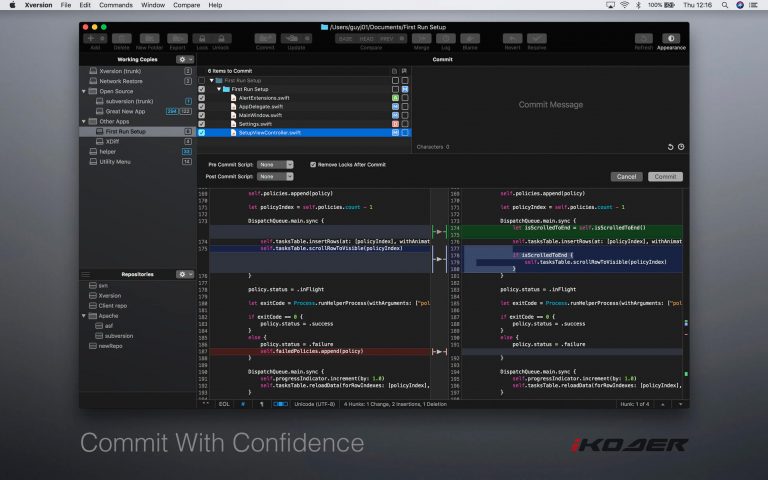 Xversion File Edit Commands Window Help
100% Thu 12:16
/Users/guyj01/Documents/First Run Setup
Add Delete New Folder Export Lock Unlock Commit Update BASE HEAD PREV Compare Merge Log Blame Revert Resolve Refresh Appearance
Working Copies
Commit
Xversion (trunk) 2
Network Restore 2
Open Source
subversion (trunk) 1
Great New App 254 122
Other Apps
First Run Setup 6
XDiff
helper 33
Utility Menu 14
6 Items to Commit
First Run Setup
First Run Setup M
AlertExtensions.swift A
AppDelegate.swift M
MainWindow.swift M
Settings.swift D
SetupViewController.swift M
Commit Message
Characters: 0
Pre Commit Script: None Remove Locks After Commit
Post Commit Script: None Cancel Commit
Repositories
svn
Xversion
Client repo
Apache
asf
subversion
newRepo
169 self.policies.append(policy)
170
171 let policyIndex = self.policies.count - 1
172
173 DispatchQueue.main.sync {
174 self.tasksTable.insertRows(at: [policyIndex], withAnimat
175 self.tasksTable.scrollRowToVisible(policyIndex)
176 }
177
178 policy.status = .inFlight
179
180 let exitCode = Process.runHelperProcess(withArguments: ["pol
181
182 if exitCode == 0 {
183 policy.status = .success
184 }
185 else {
186 policy.status = .failure
187 self.failedPolicies.append(policy)
188 }
189
190 DispatchQueue.main.sync {
191 self.progressIndicator.increment(by: 1.0)
192 self.tasksTable.reloadData(forRowIndexes: [policyIndex],
193 }
169 self.policies.append(policy)
170
171 let policyIndex = self.policies.count - 1
172
173 DispatchQueue.main.sync {
174 let isScrolledToEnd = self.isScrolledToEnd()
175
176 self.tasksTable.insertRows(at: [policyIndex], withAnimat
177
178 if isScrolledToEnd {
179 self.tasksTable.scrollRowToVisible(policyIndex)
180 }
181 }
182
183 policy.status = .inFlight
184
185 let exitCode = Process.runHelperProcess(withArguments: ["po
186
187 if exitCode == 0 {
188 policy.status = .success
189 }
190 else {
191 policy.status = .failure
192 }
193
194 DispatchQueue.main.sync {
195 self.progressIndicator.increment(by: 1.0)
196 self.tasksTable.reloadData(forRowIndexes: [policyIndex],
197 }
EOL # ¶ Unicode (UTF-8) 4 Hunks: 1 Change, 2 Insertions, 1 Deletion Hunk: 1 of 4
Commit With Confidence
iKODER